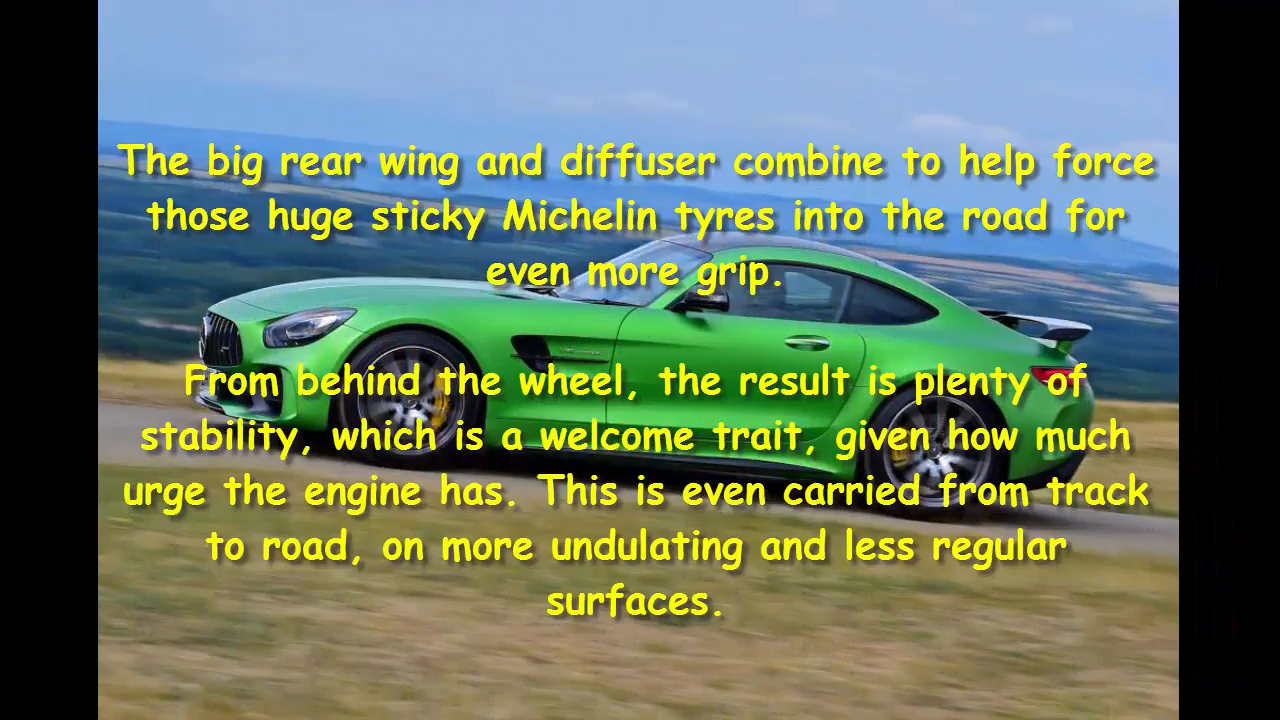 The big rear wing and diffuser combine to help force
those huge sticky Michelin tyres into the road for
even more grip.
From behind the wheel, the result is plenty of
stability, which is a welcome trait, given how much
urge the engine has. This is even carried from track
to road, on more undulating and less regular
surfaces.